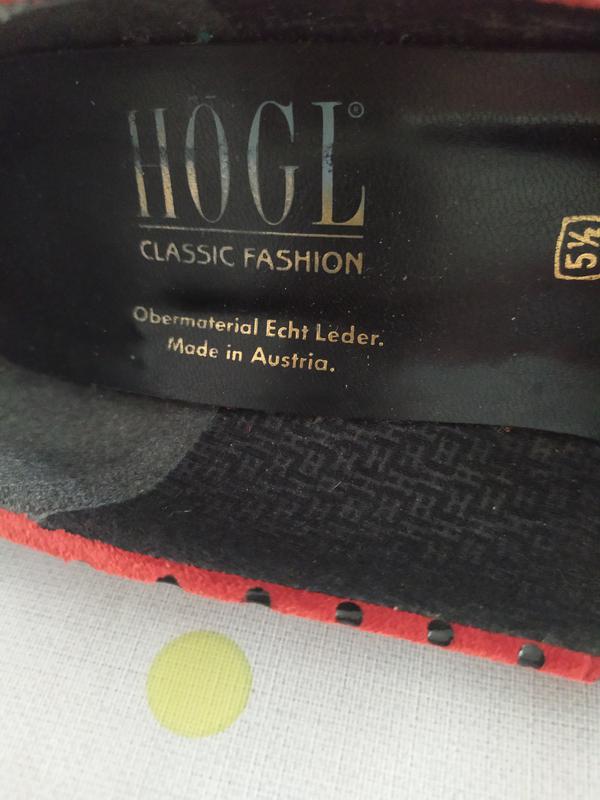 HÖGL®
CLASSIC FASHION
Obermaterial Echt Leder.
Made in Austria.
5½